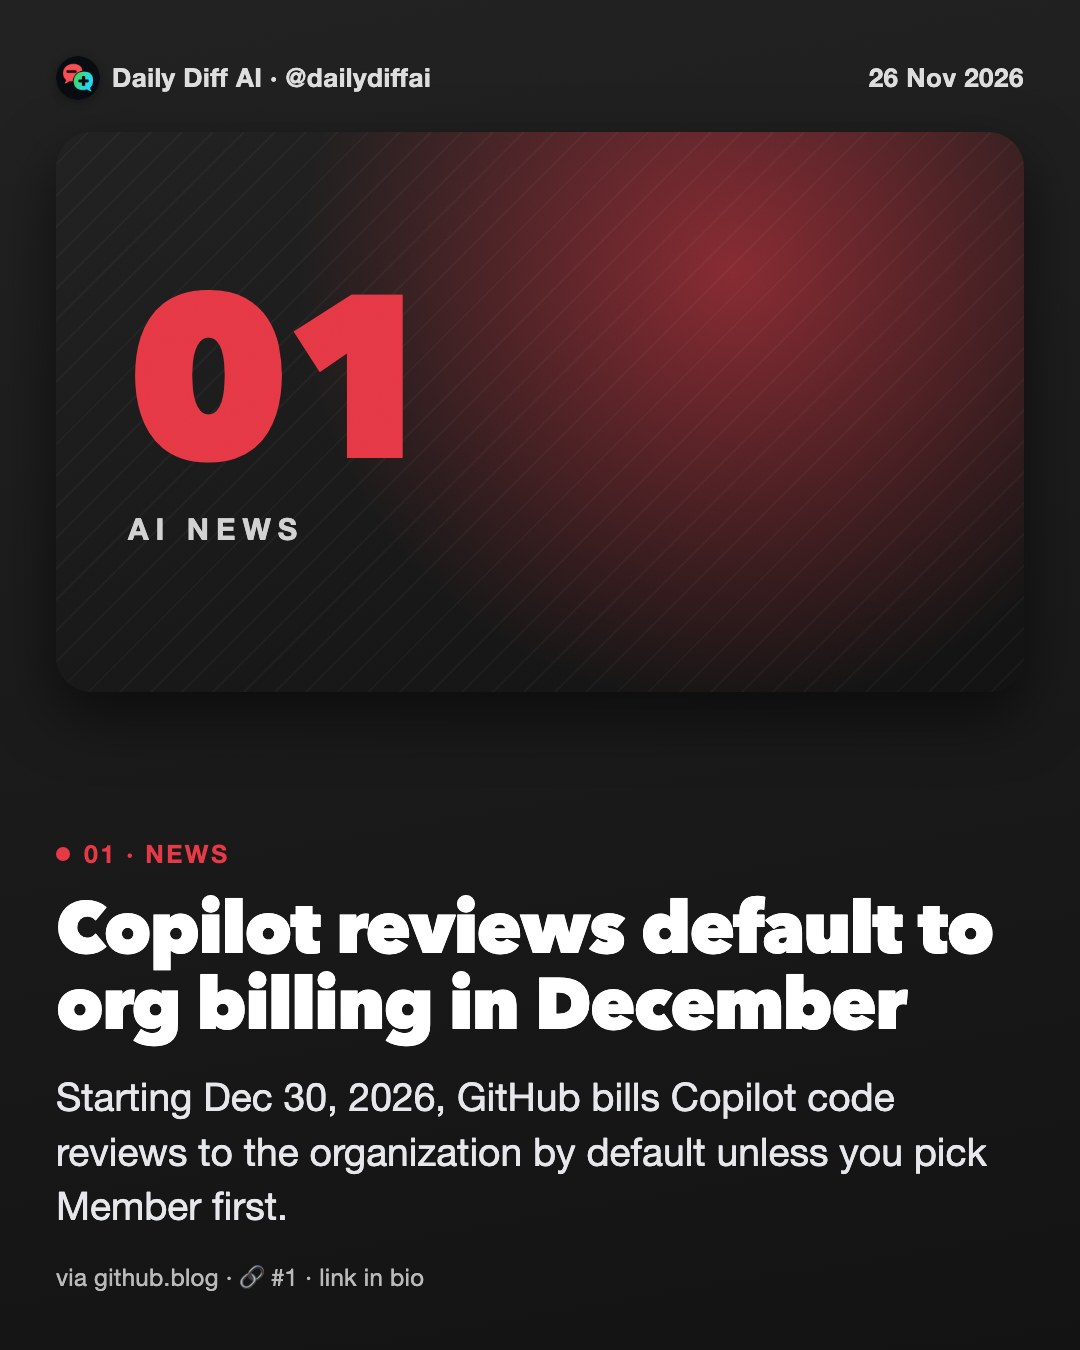 Daily Diff AI · @dailydiffai
26 Nov 2026
01
AI NEWS
01 · NEWS
Copilot reviews default to
org billing in December
Starting Dec 30, 2026, GitHub bills Copilot code
reviews to the organization by default unless you pick
Member first.
via github.blog · 🔗 #1 · link in bio